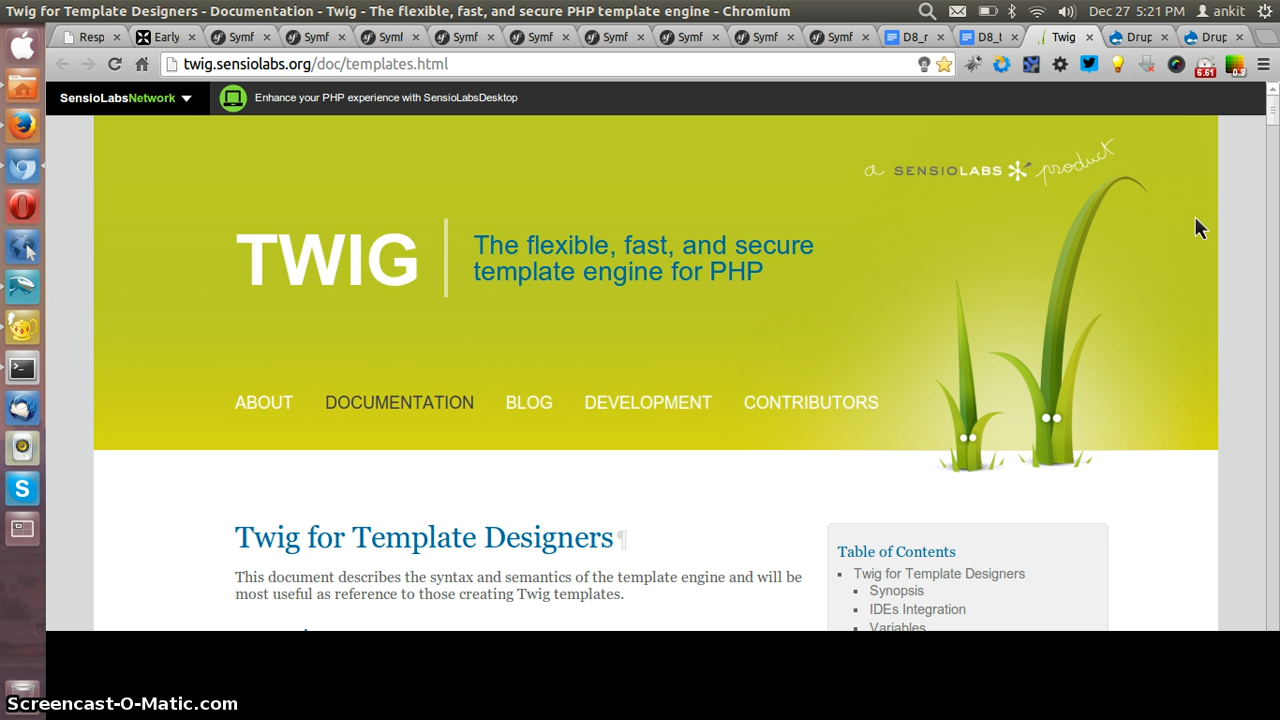 Twig for Template Designers - Documentation - Twig - The flexible, fast, and secure PHP template engine - Chromium
Dec 27 5:21 PM
ankit
Resp
Early
Symf
Symf
Symf
Symf
Symf
Symf
Symf
Symf
Symf
D8_r
D8_t
Twig
Drup
Drup
twig.sensiolabs.org/doc/templates.html
6.61
0.3
SensioLabsNetwork
Enhance your PHP experience with SensioLabsDesktop
a SENSIOLABS product
TWIG
The flexible, fast, and secure
template engine for PHP
ABOUT
DOCUMENTATION
BLOG
DEVELOPMENT
CONTRIBUTORS
Twig for Template Designers¶
This document describes the syntax and semantics of the template engine and will be
most useful as reference to those creating Twig templates.
Table of Contents
Twig for Template Designers
Synopsis
IDEs Integration
Variables
Screencast-O-Matic.com